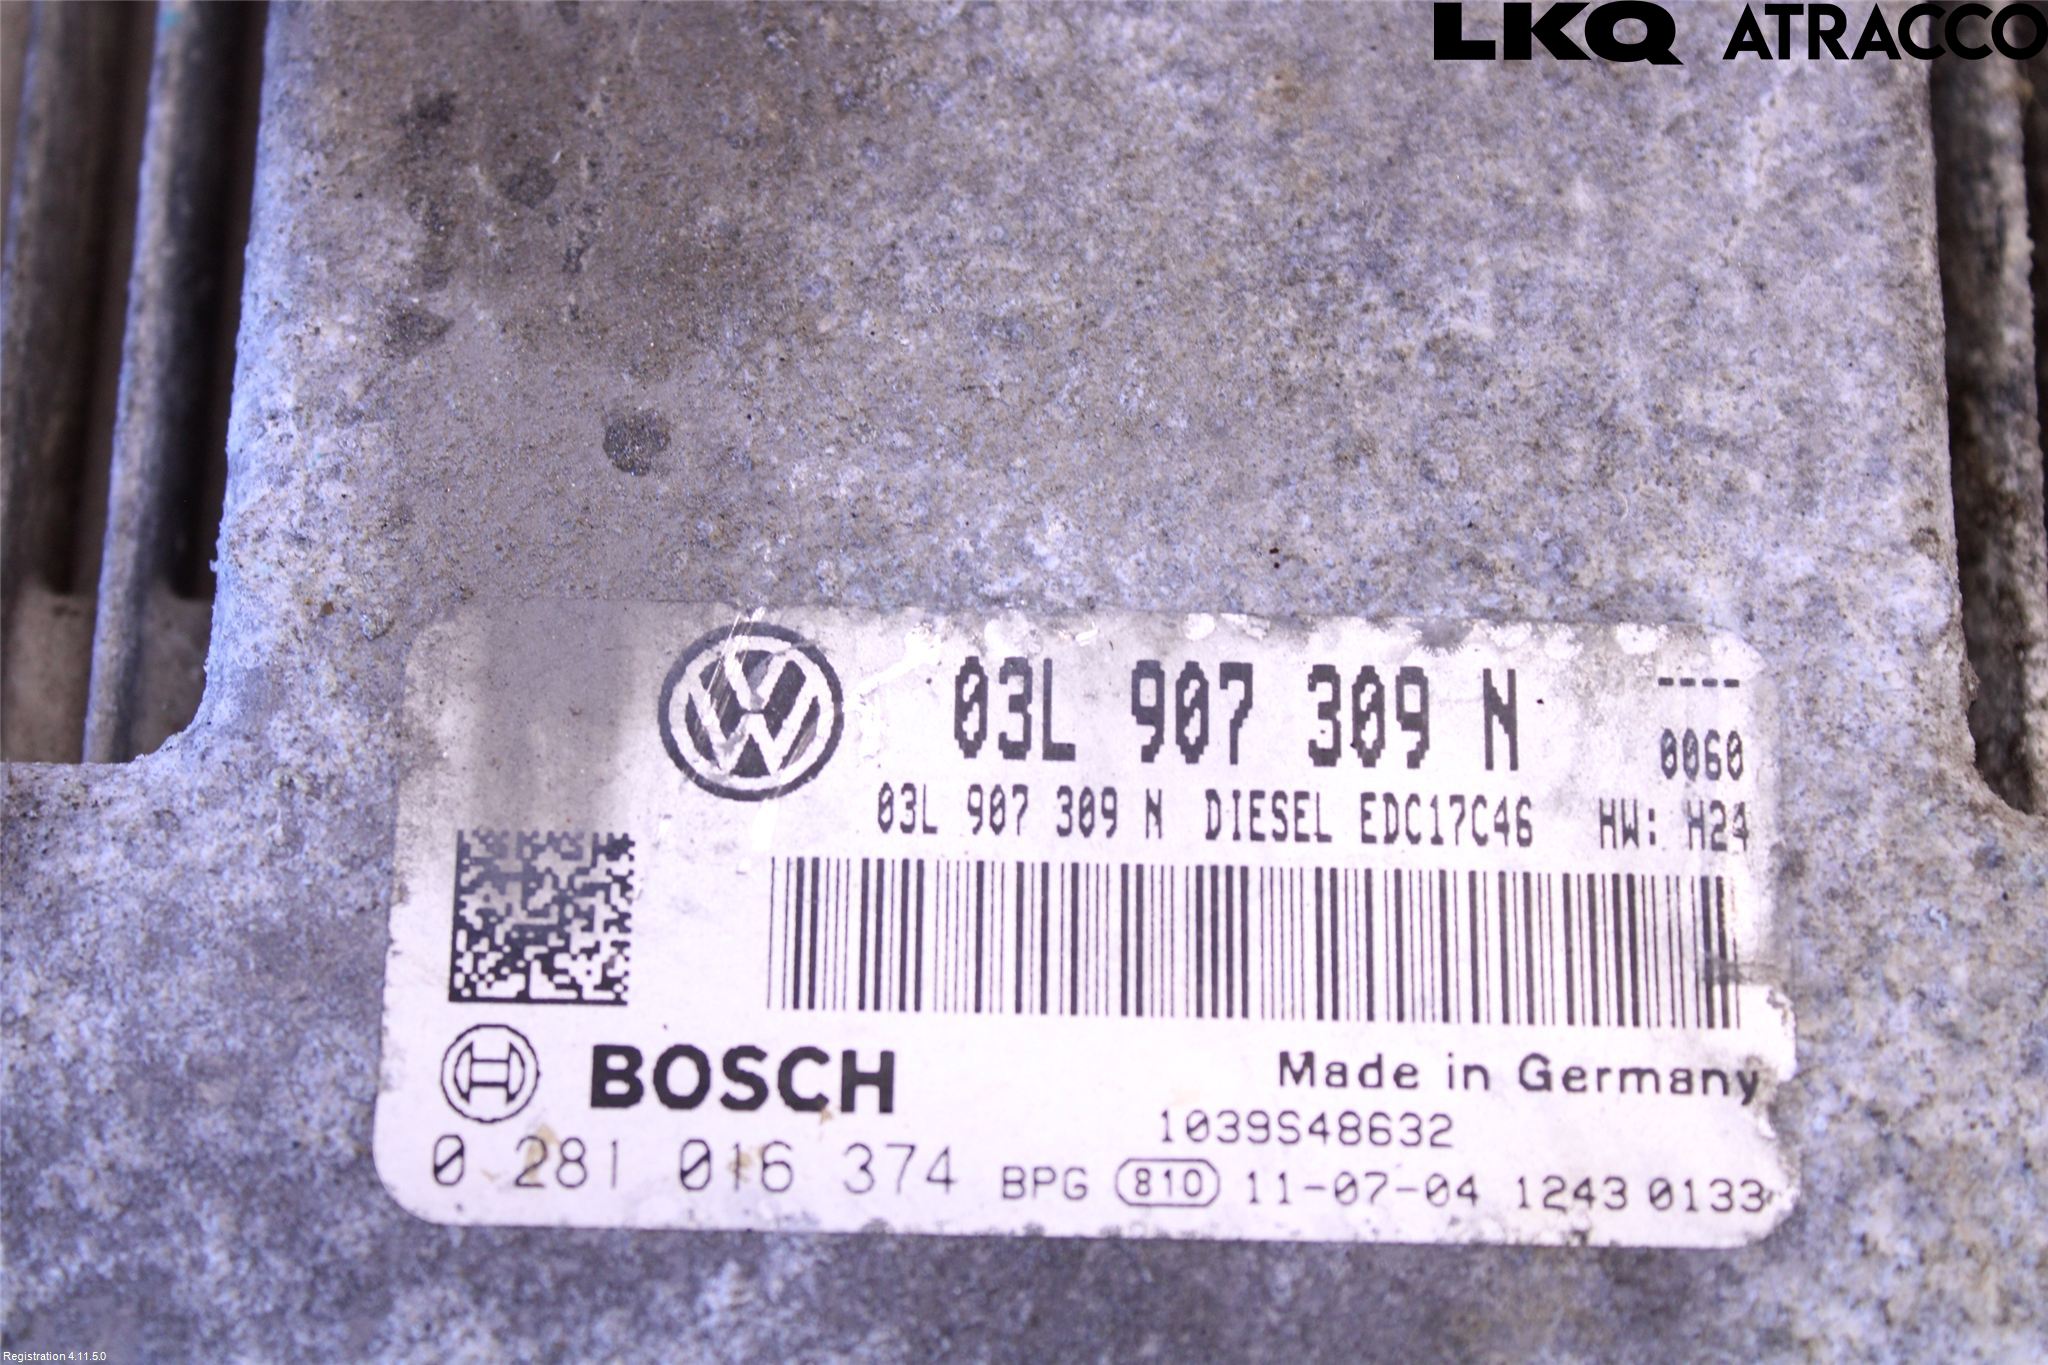 LKQ ATRACCO
03L 907 309 N ----
0060
03L 907 309 N DIESEL EDC17C46 HW: H24
BOSCH Made in Germany
1039S48632
0 281 016 374 BPG 810 11-07-04 1243 0133
Registration 4.11.5.0